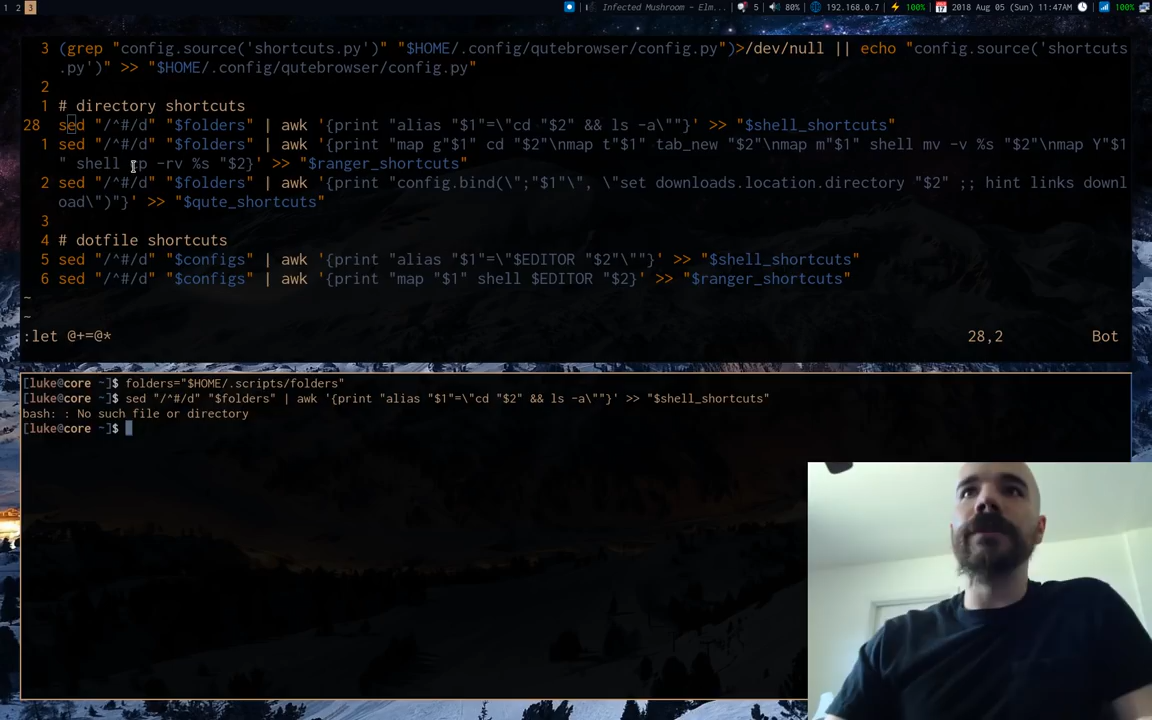 1 2 3 Infected Mushroom - Elm... 5 80% 192.168.0.7 100% 2018 Aug 05 (Sun) 11:47AM 100%
3 (grep "config.source('shortcuts.py')" "$HOME/.config/qutebrowser/config.py")>/dev/null || echo "config.source('shortcuts
.py')" >> "$HOME/.config/qutebrowser/config.py"
2
1 # directory shortcuts
28 sed "/^#/d" "$folders" | awk '{print "alias "$1"=\"cd "$2" && ls -a\""}' >> "$shell_shortcuts"
1 sed "/^#/d" "$folders" | awk '{print "map g"$1" cd "$2"\nmap t"$1" tab_new "$2"\nmap m"$1" shell mv -v %s "$2"\nmap Y"$1
" shell cp -rv %s "$2}' >> "$ranger_shortcuts"
2 sed "/^#/d" "$folders" | awk '{print "config.bind(\";"$1"\", \"set downloads.location.directory "$2" ;; hint links downl
oad\")"}' >> "$qute_shortcuts"
3
4 # dotfile shortcuts
5 sed "/^#/d" "$configs" | awk '{print "alias "$1"=\"$EDITOR "$2"\""}' >> "$shell_shortcuts"
6 sed "/^#/d" "$configs" | awk '{print "map "$1" shell $EDITOR "$2}' >> "$ranger_shortcuts"
~
~
:let @+=@* 28,2 Bot
[luke@core ~]$ folders="$HOME/.scripts/folders"
[luke@core ~]$ sed "/^#/d" "$folders" | awk '{print "alias "$1"=\"cd "$2" && ls -a\""}' >> "$shell_shortcuts"
bash: : No such file or directory
[luke@core ~]$